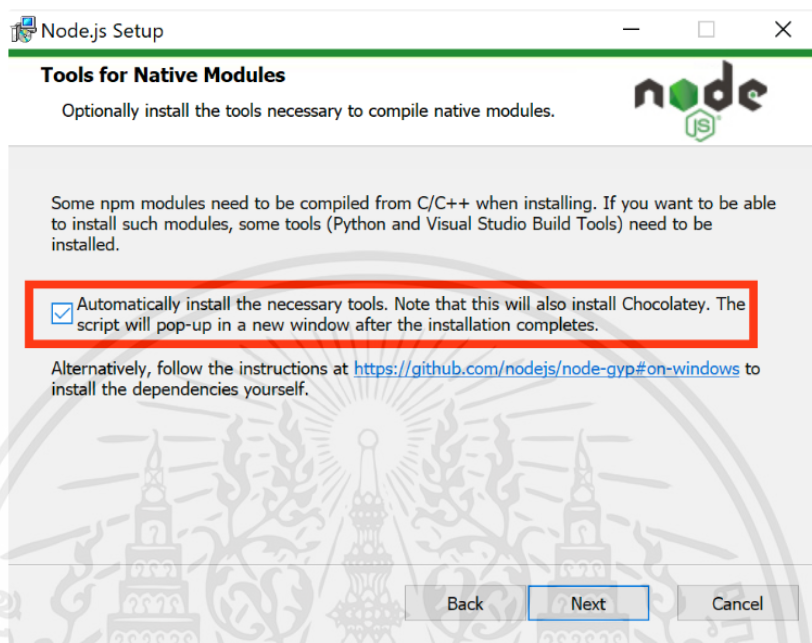 Node.js Setup
Tools for Native Modules
Optionally install the tools necessary to compile native modules.
node
JS
Some npm modules need to be compiled from C/C++ when installing. If you want to be able
to install such modules, some tools (Python and Visual Studio Build Tools) need to be
installed.
Automatically install the necessary tools. Note that this will also install Chocolatey. The
script will pop-up in a new window after the installation completes.
Alternatively, follow the instructions at https://github.com/nodejs/node-gyp#on-windows to
install the dependencies yourself.
Back Next Cancel